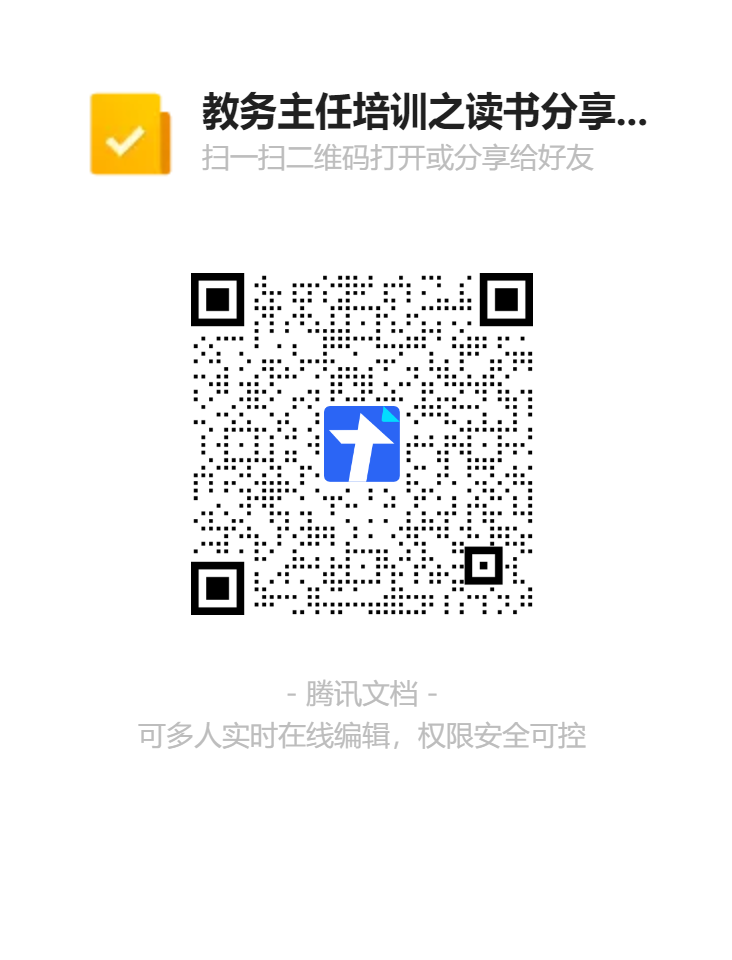 教务主任培训之读书分享...
扫一扫二维码打开或分享给好友
- 腾讯文档 -
可多人实时在线编辑，权限安全可控